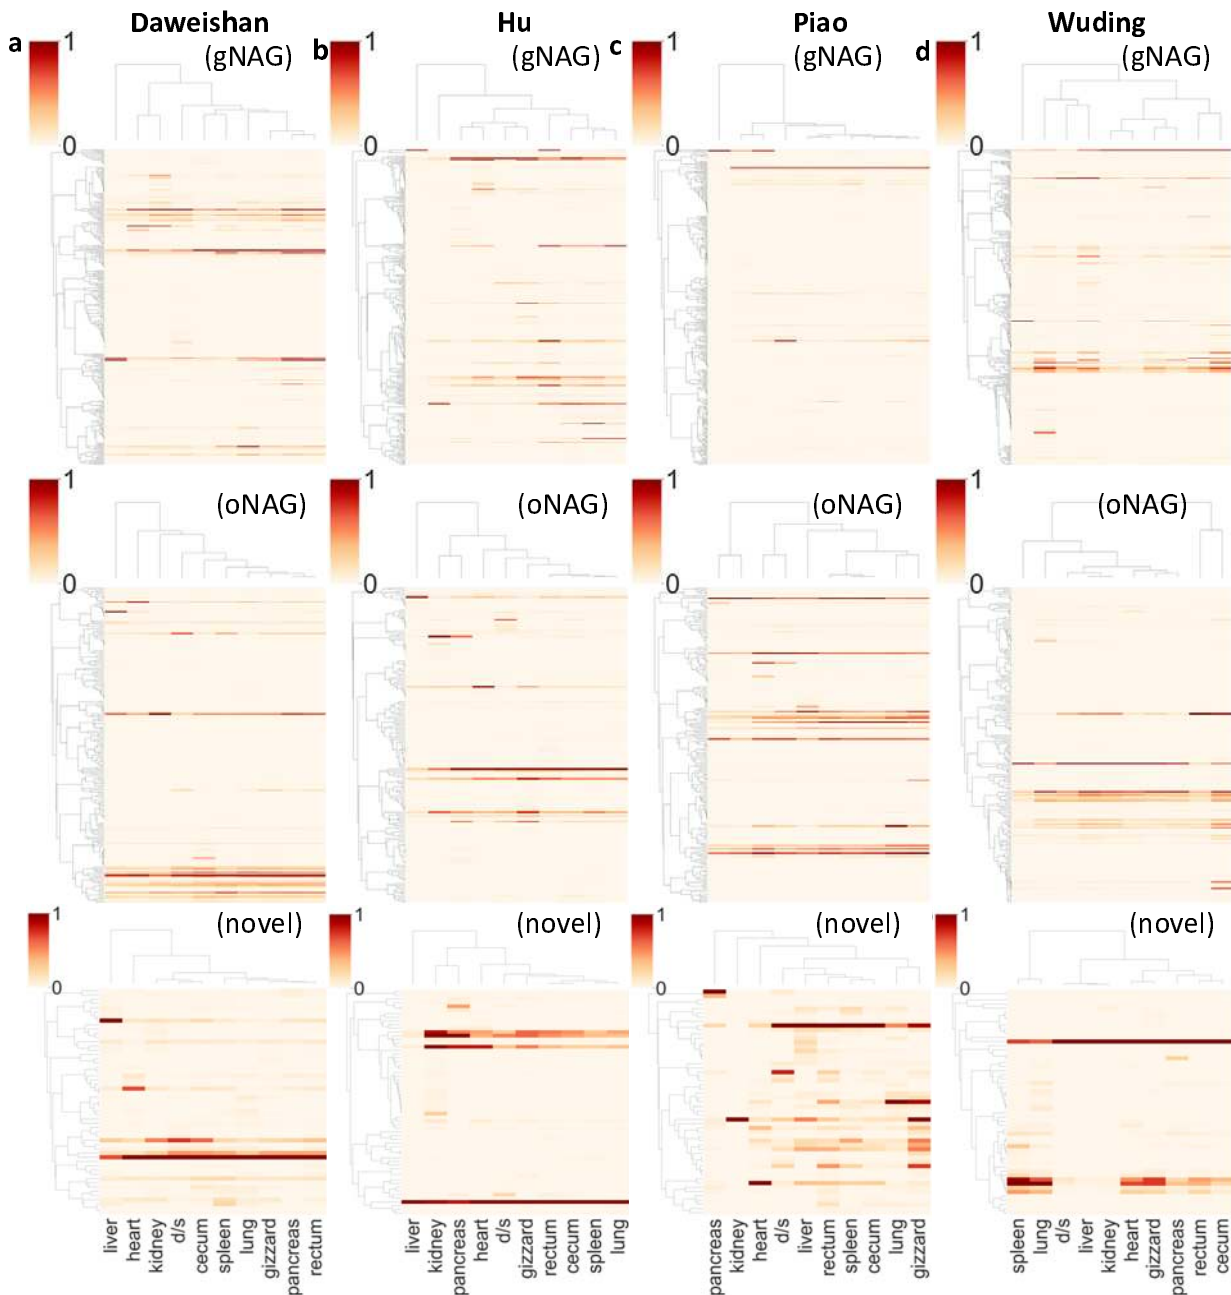 Daweishan Hu Piao Wuding
a 1 (gNAG) b 1 (gNAG) c 1 (gNAG) d 1 (gNAG)
0 0 0 0
1 (oNAG) 1 (oNAG) 1 (oNAG) 1 (oNAG)
0 0 0 0
1 (novel) 1 (novel) 1 (novel) 1 (novel)
0 0 0 0
liver heart kidney d/s cecum spleen lung gizzard pancreas rectum liver kidney pancreas heart d/s gizzard rectum cecum spleen lung pancreas kidney heart d/s liver rectum spleen cecum lung gizzard spleen lung d/s liver kidney heart gizzard pancreas rectum cecum